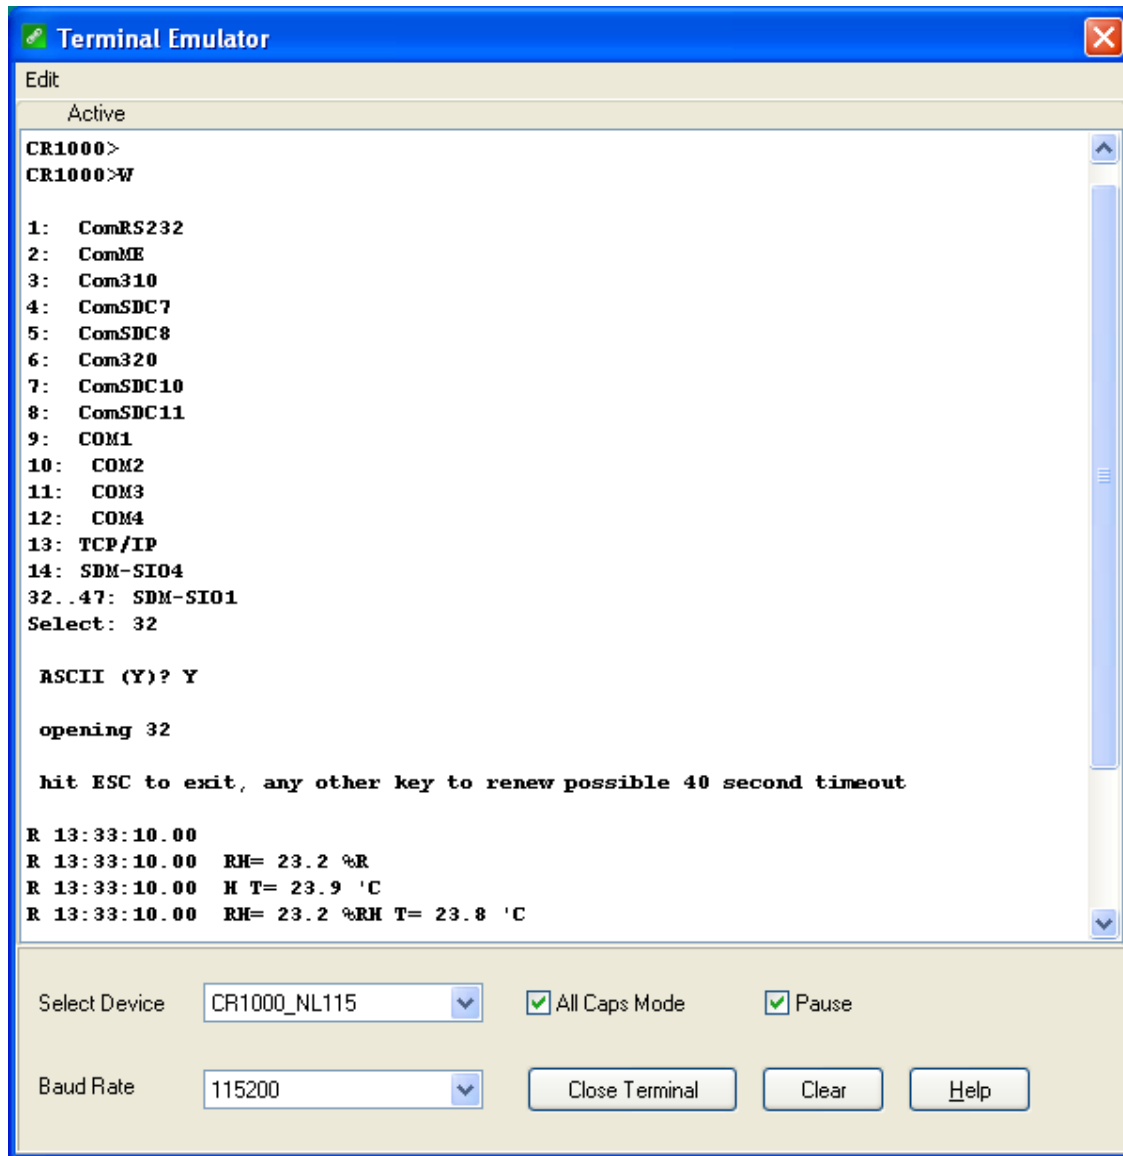 Terminal Emulator
Edit
Active
CR1000>
CR1000>W
1: ComRS232
2: ComME
3: Com310
4: ComSDC7
5: ComSDC8
6: Com320
7: ComSDC10
8: ComSDC11
9: COM1
10: COM2
11: COM3
12: COM4
13: TCP/IP
14: SDM-SIO4
32..47: SDM-SIO1
Select: 32
ASCII (Y)? Y
opening 32
hit ESC to exit, any other key to renew possible 40 second timeout
R 13:33:10.00
R 13:33:10.00 RH= 23.2 %R
R 13:33:10.00 H T= 23.9 'C
R 13:33:10.00 RH= 23.2 %RH T= 23.8 'C
Select Device CR1000_NL115 All Caps Mode Pause
Baud Rate 115200 Close Terminal Clear Help